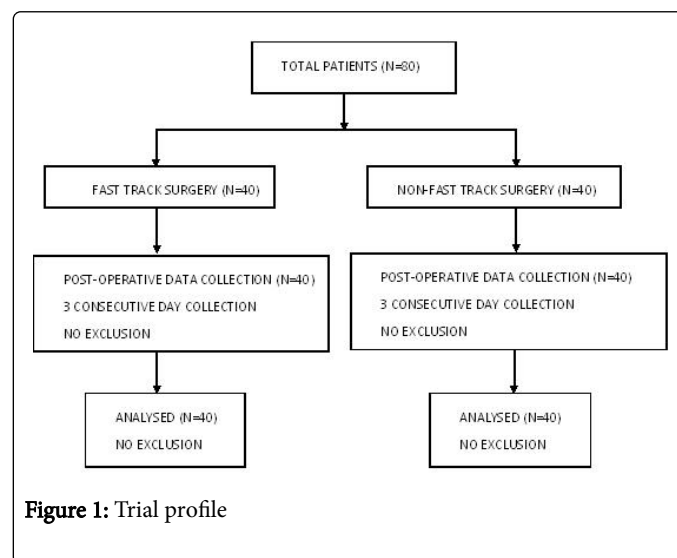 TOTAL PATIENTS (N=80)
FAST TRACK SURGERY (N=40)
NON-FAST TRACK SURGERY (N=40)
POST-OPERATIVE DATA COLLECTION (N=40)
3 CONSECUTIVE DAY COLLECTION
NO EXCLUSION
POST-OPERATIVE DATA COLLECTION (N=40)
3 CONSECUTIVE DAY COLLECTION
NO EXCLUSION
ANALYSED (N=40)
NO EXCLUSION
ANALYSED (N=40)
NO EXCLUSION
Figure 1: Trial profile